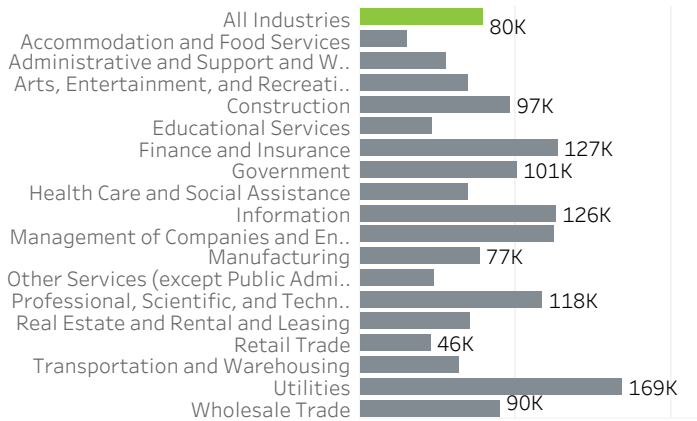 All Industries 80K
Accommodation and Food Services
Administrative and Support and W..
Arts, Entertainment, and Recreati..
Construction 97K
Educational Services
Finance and Insurance 127K
Government 101K
Health Care and Social Assistance
Information 126K
Management of Companies and En..
Manufacturing 77K
Other Services (except Public Admi..
Professional, Scientific, and Techn.. 118K
Real Estate and Rental and Leasing
Retail Trade 46K
Transportation and Warehousing
Utilities 169K
Wholesale Trade 90K